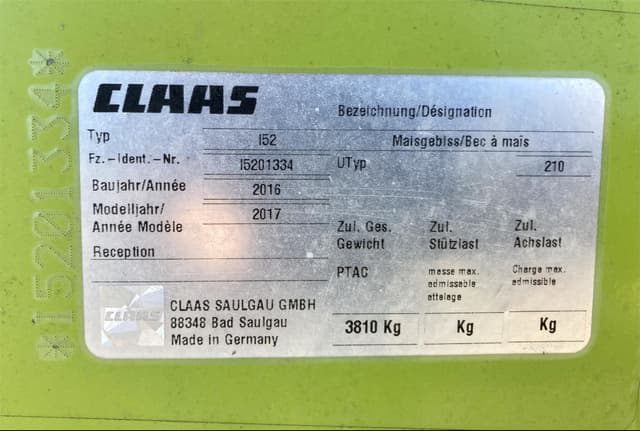 *15201334*
CLAAS
Bezeichnung/Désignation
Typ I52 Maisgebiss/Bec à maïs
Fz.-Ident.-Nr. I5201334 UTyp 210
Baujahr/Année 2016
Modelljahr/
Année Modèle 2017
Reception
Zul. Ges.
Gewicht
Zul.
Stützlast
Zul.
Achslast
PTAC
masse max.
admissable
attelage
Charge max.
admissible
3810 Kg Kg Kg
CLAAS
CLAAS SAULGAU GMBH
88348 Bad Saulgau
Made in Germany